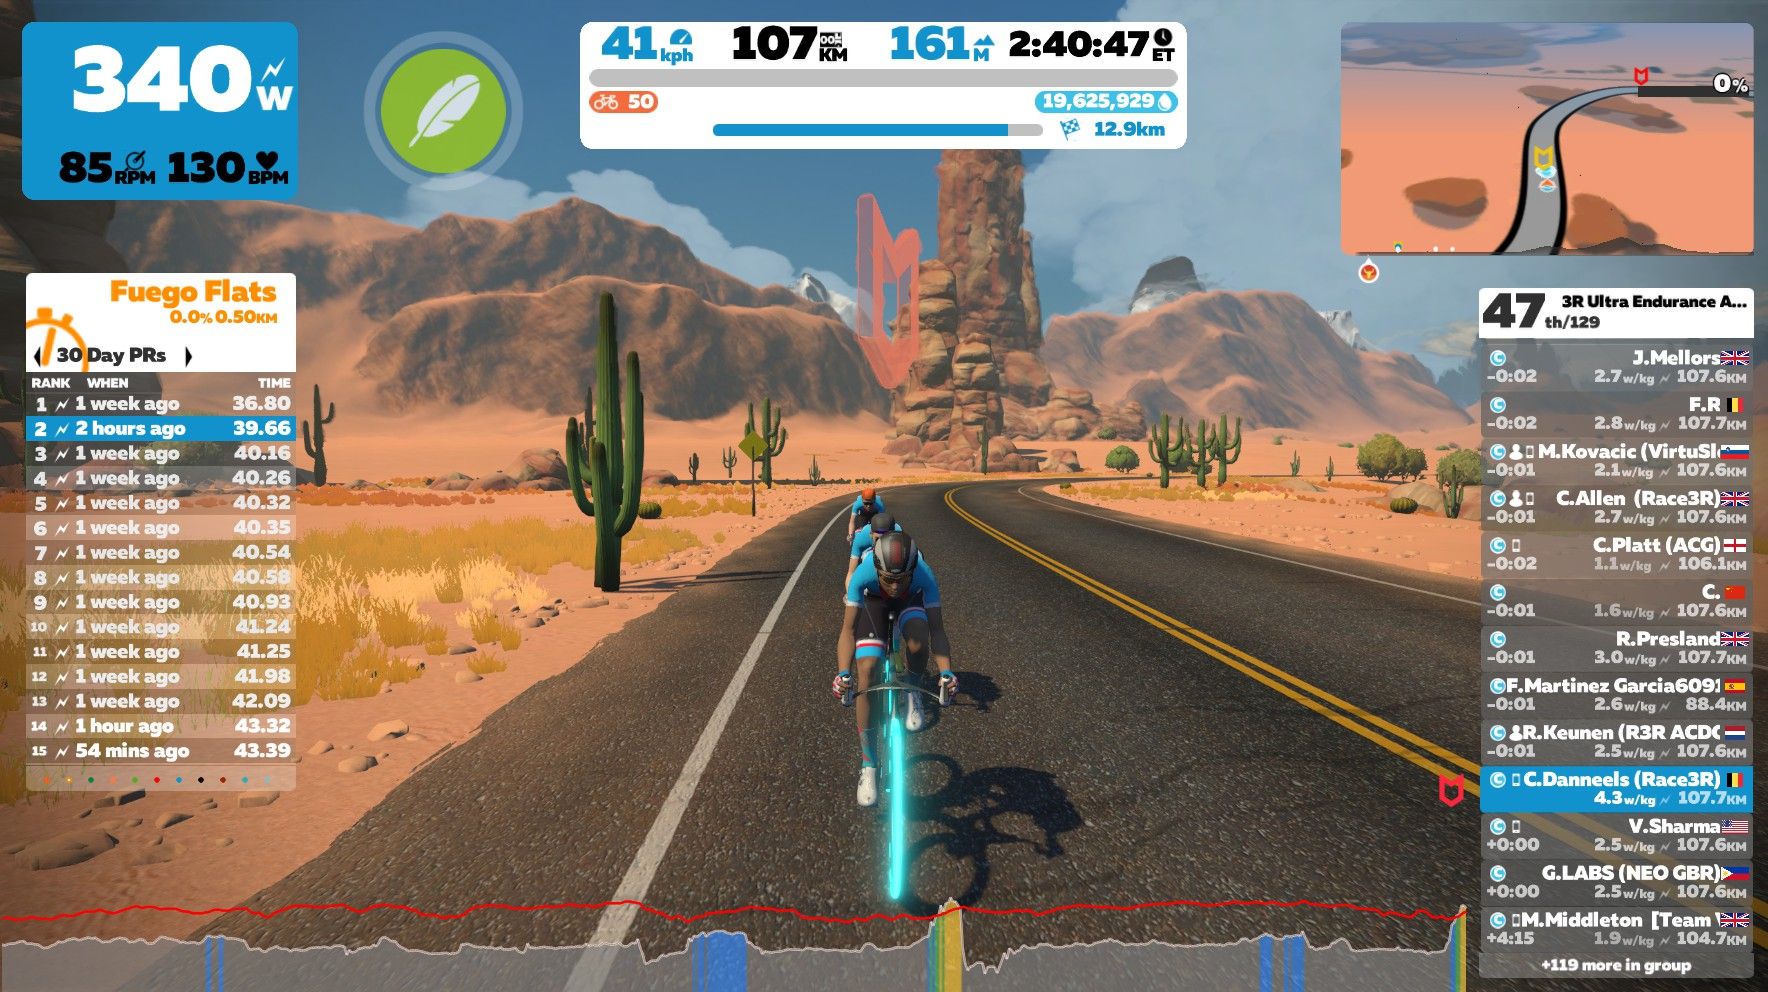 340 W
85 RPM 130 BPM
41 kph 107 KM 161 M 2:40:47 ET
50
19,625,929
12.9km
0%
Fuego Flats
0.0% 0.50KM
30 Day PRs
RANK WHEN TIME
1 1 week ago 36.80
2 2 hours ago 39.66
3 1 week ago 40.16
4 1 week ago 40.26
5 1 week ago 40.32
6 1 week ago 40.35
7 1 week ago 40.54
8 1 week ago 40.58
9 1 week ago 40.93
10 1 week ago 41.24
11 1 week ago 41.25
12 1 week ago 41.98
13 1 week ago 42.09
14 1 hour ago 43.32
15 54 mins ago 43.39
47 th/129 3R Ultra Endurance A...
C J.Mellors
-0:02 2.7w/kg 107.6KM
C F.R
-0:02 2.8w/kg 107.7KM
C M.Kovacic (VirtuSl
-0:01 2.1w/kg 107.6KM
C C.Allen (Race3R)
-0:01 2.7w/kg 107.6KM
C C.Platt (ACG)
-0:02 1.1w/kg 106.1KM
C C.
-0:01 1.6w/kg 107.6KM
C R.Presland
-0:01 3.0w/kg 107.7KM
C F.Martinez Garcia6091
-0:01 2.6w/kg 88.4KM
C R.Keunen (R3R ACDC
-0:01 2.5w/kg 107.6KM
C C.Danneels (Race3R)
4.3w/kg 107.7KM
C V.Sharma
+0:00 2.5w/kg 107.6KM
C G.LABS (NEO GBR)
+0:00 2.5w/kg 107.6KM
C M.Middleton [Team
+4:15 1.9w/kg 104.7KM
+119 more in group